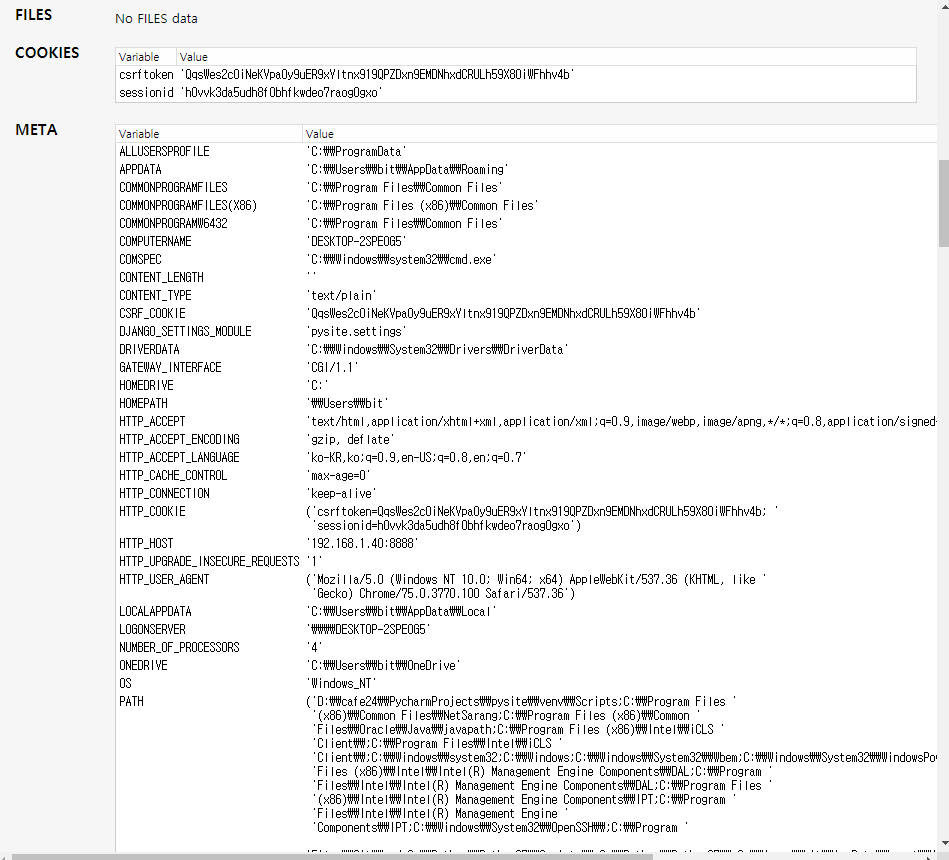 FILES
No FILES data
COOKIES
Variable Value
csrftoken 'QqsWes2cOiNeKVpaOy9uER9xYItnx919QPZDxn9EMDNhxdCRULh59X8OiWFhhv4b'
sessionid 'h0vvk3da5udh8f0bhfkwdeo7raog0gxo'
META
Variable Value
ALLUSERSPROFILE 'C:₩₩ProgramData'
APPDATA 'C:₩₩Users₩₩bit₩₩AppData₩₩Roaming'
COMMONPROGRAMFILES 'C:₩₩Program Files₩₩Common Files'
COMMONPROGRAMFILES(X86) 'C:₩₩Program Files (x86)₩₩Common Files'
COMMONPROGRAMW6432 'C:₩₩Program Files₩₩Common Files'
COMPUTERNAME 'DESKTOP-2SPEOG5'
COMSPEC 'C:₩₩Windows₩₩system32₩₩cmd.exe'
CONTENT_LENGTH ''
CONTENT_TYPE 'text/plain'
CSRF_COOKIE 'QqsWes2cOiNeKVpaOy9uER9xYItnx919QPZDxn9EMDNhxdCRULh59X8OiWFhhv4b'
DJANGO_SETTINGS_MODULE 'pysite.settings'
DRIVERDATA 'C:₩₩Windows₩₩System32₩₩Drivers₩₩DriverData'
GATEWAY_INTERFACE 'CGI/1.1'
HOMEDRIVE 'C:'
HOMEPATH '₩₩Users₩₩bit'
HTTP_ACCEPT 'text/html,application/xhtml+xml,application/xml;q=0.9,image/webp,image/apng,*/*;q=0.8,application/signed-
HTTP_ACCEPT_ENCODING 'gzip, deflate'
HTTP_ACCEPT_LANGUAGE 'ko-KR,ko;q=0.9,en-US;q=0.8,en;q=0.7'
HTTP_CACHE_CONTROL 'max-age=0'
HTTP_CONNECTION 'keep-alive'
HTTP_COOKIE ('csrftoken=QqsWes2cOiNeKVpaOy9uER9xYItnx919QPZDxn9EMDNhxdCRULh59X8OiWFhhv4b; '
'sessionid=h0vvk3da5udh8f0bhfkwdeo7raog0gxo')
HTTP_HOST '192.168.1.40:8888'
HTTP_UPGRADE_INSECURE_REQUESTS '1'
HTTP_USER_AGENT ('Mozilla/5.0 (Windows NT 10.0; Win64; x64) AppleWebKit/537.36 (KHTML, like '
'Gecko) Chrome/75.0.3770.100 Safari/537.36')
LOCALAPPDATA 'C:₩₩Users₩₩bit₩₩AppData₩₩Local'
LOGONSERVER '₩₩₩₩DESKTOP-2SPEOG5'
NUMBER_OF_PROCESSORS '4'
ONEDRIVE 'C:₩₩Users₩₩bit₩₩OneDrive'
OS 'Windows_NT'
PATH ('D:₩₩cafe24₩₩PycharmProjects₩₩pysite₩₩venv₩₩Scripts;C:₩₩Program Files '
'(x86)₩₩Common Files₩₩NetSarang;C:₩₩Program Files (x86)₩₩Common '
'Files₩₩Oracle₩₩Java₩₩javapath;C:₩₩Program Files (x86)₩₩Intel₩₩iCLS '
'Client₩₩;C:₩₩Program Files₩₩Intel₩₩iCLS '
'Client₩₩;C:₩₩Windows₩₩system32;C:₩₩Windows;C:₩₩Windows₩₩System32₩₩Wbem;C:₩₩Windows₩₩System32₩₩WindowsPo
'Files (x86)₩₩Intel₩₩Intel(R) Management Engine Components₩₩DAL;C:₩₩Program '
'Files₩₩Intel₩₩Intel(R) Management Engine Components₩₩DAL;C:₩₩Program Files '
'(x86)₩₩Intel₩₩Intel(R) Management Engine Components₩₩IPT;C:₩₩Program '
'Files₩₩Intel₩₩Intel(R) Management Engine '
'Components₩₩IPT;C:₩₩Windows₩₩System32₩₩OpenSSH₩₩;C:₩₩Program '